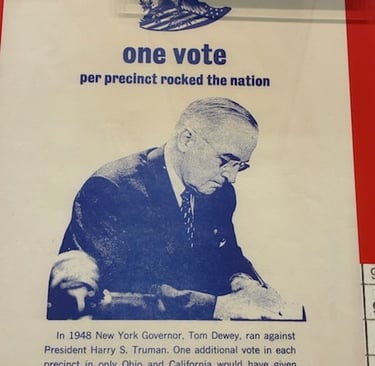 one vote
per precinct rocked the nation
In 1948 New York Governor, Tom Dewey, ran against
President Harry S. Truman. One additional vote in each
precinct in only Ohio and California would have given